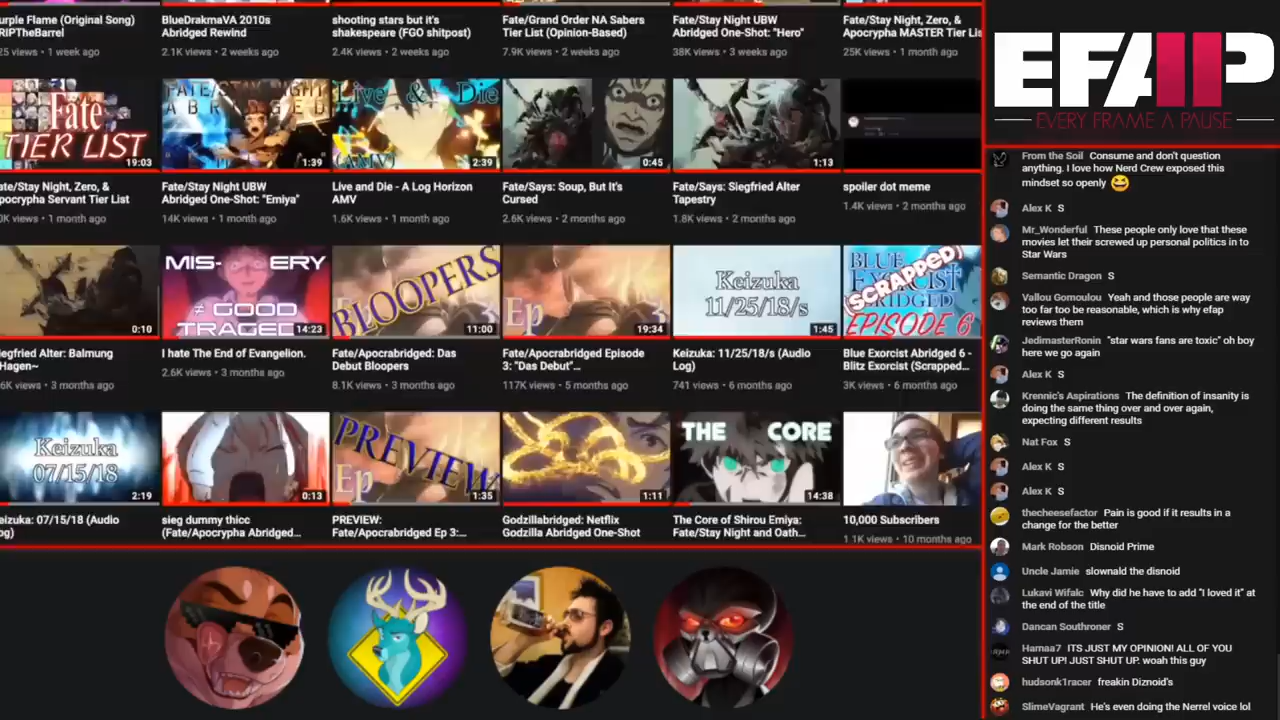 urple Flame (Original Song)
RIPTheBarrel
25 views • 1 week ago
BlueDrakmaVA 2010s
Abridged Rewind
2.1K views • 2 weeks ago
shooting stars but it's
shakespeare (FGO shitpost)
2.4K views • 2 weeks ago
Fate/Grand Order NA Sabers
Tier List (Opinion-Based)
7.9K views • 2 weeks ago
Fate/Stay Night UBW
Abridged One-Shot: "Hero"
38K views • 3 weeks ago
Fate/Stay Night, Zero, &
Apocrypha MASTER Tier Lis
25K views • 1 month ago
Fate
TIER LIST
19:03
FATE/STAY NIGHT
ABRIDGED
1:39
Live & Die
(AMV)
2:39
0:45
1:13
ate/Stay Night, Zero, &
pocrypha Servant Tier List
0K views • 1 month ago
Fate/Stay Night UBW
Abridged One-Shot: "Emiya"
14K views • 1 month ago
Live and Die - A Log Horizon
AMV
1.6K views • 1 month ago
Fate/Says: Soup, But It's
Cursed
2.6K views • 2 months ago
Fate/Says: Siegfried Alter
Tapestry
1.8K views • 2 months ago
spoiler dot meme
1.4K views • 2 months ago
0:10
MIS- ERY
≠ GOOD
TRAGED
14:23
BLOOPERS
11:00
Ep
19:34
Keizuka
11/25/18/s
1:45
BLUE
EXORCIST
(SCRAPPED)
BRIDGED
EPISODE 6
iegfried Alter: Balmung
Hagen~
6K views • 3 months ago
I hate The End of Evangelion.
2.6K views • 3 months ago
Fate/Apocrabridged: Das
Debut Bloopers
8.1K views • 3 months ago
Fate/Apocrabridged Episode
3: "Das Debut"...
117K views • 5 months ago
Keizuka: 11/25/18/s (Audio
Log)
741 views • 6 months ago
Blue Exorcist Abridged 6 -
Blitz Exorcist (Scrapped...
3K views • 6 months ago
Keizuka
07/15/18
2:19
0:13
PREVIEW
Ep
1:35
1:11
THE CORE
14:38
eizuka: 07/15/18 (Audio
og)
sieg dummy thicc
(Fate/Apocrypha Abridged...
PREVIEW:
Fate/Apocrabridged Ep 3:...
Godzillabridged: Netflix
Godzilla Abridged One-Shot
The Core of Shirou Emiya:
Fate/Stay Night and Oath...
10,000 Subscribers
1.1K views • 10 months ago
EFAP
EVERY FRAME A PAUSE
From the Soil Consume and don't question
anything. I love how Nerd Crew exposed this
mindset so openly 😆
Alex K S
Mr_Wonderful These people only love that these
movies let their screwed up personal politics in to
Star Wars
Semantic Dragon S
Vallou Gomoulou Yeah and those people are way
too far too be reasonable, which is why efap
reviews them
JedimasterRonin "star wars fans are toxic" oh boy
here we go again
Alex K S
Krennic's Aspirations The definition of insanity is
doing the same thing over and over again,
expecting different results
Nat Fox S
Alex K S
Alex K S
thecheesefactor Pain is good if it results in a
change for the better
Mark Robson Disnoid Prime
Uncle Jamie slownald the disnoid
Lukavi Wifalc Why did he have to add "I loved it" at
the end of the title
Dancan Southroner S
Hamaa7 ITS JUST MY OPINION! ALL OF YOU
SHUT UP! JUST SHUT UP. woah this guy
hudsonk1racer freakin Diznoid's
SlimeVagrant He's even doing the Nerrel voice lol